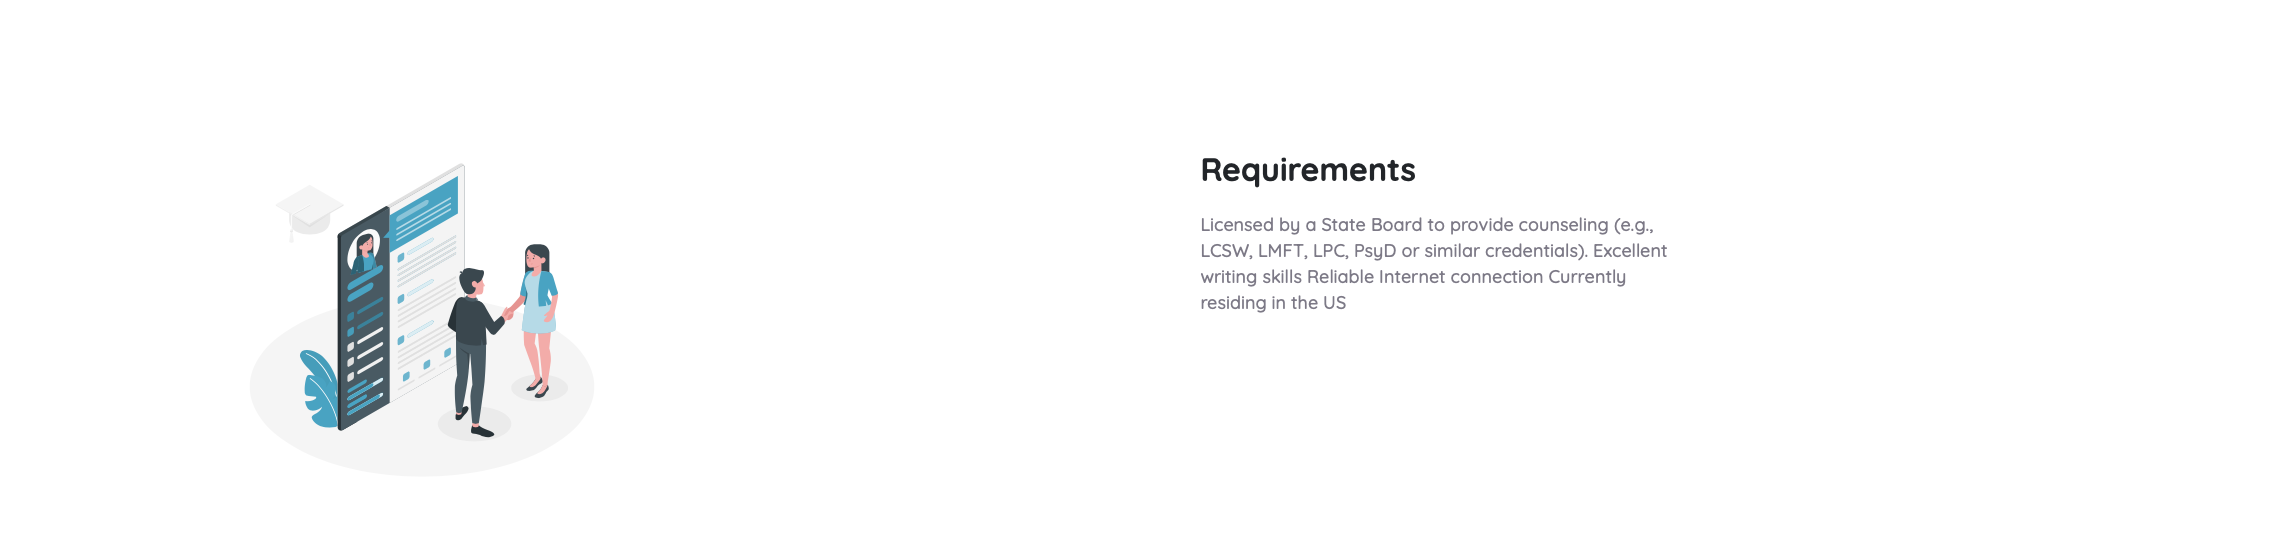 Requirements
Licensed by a State Board to provide counseling (e.g.,
LCSW, LMFT, LPC, PsyD or similar credentials). Excellent
writing skills Reliable Internet connection Currently
residing in the US